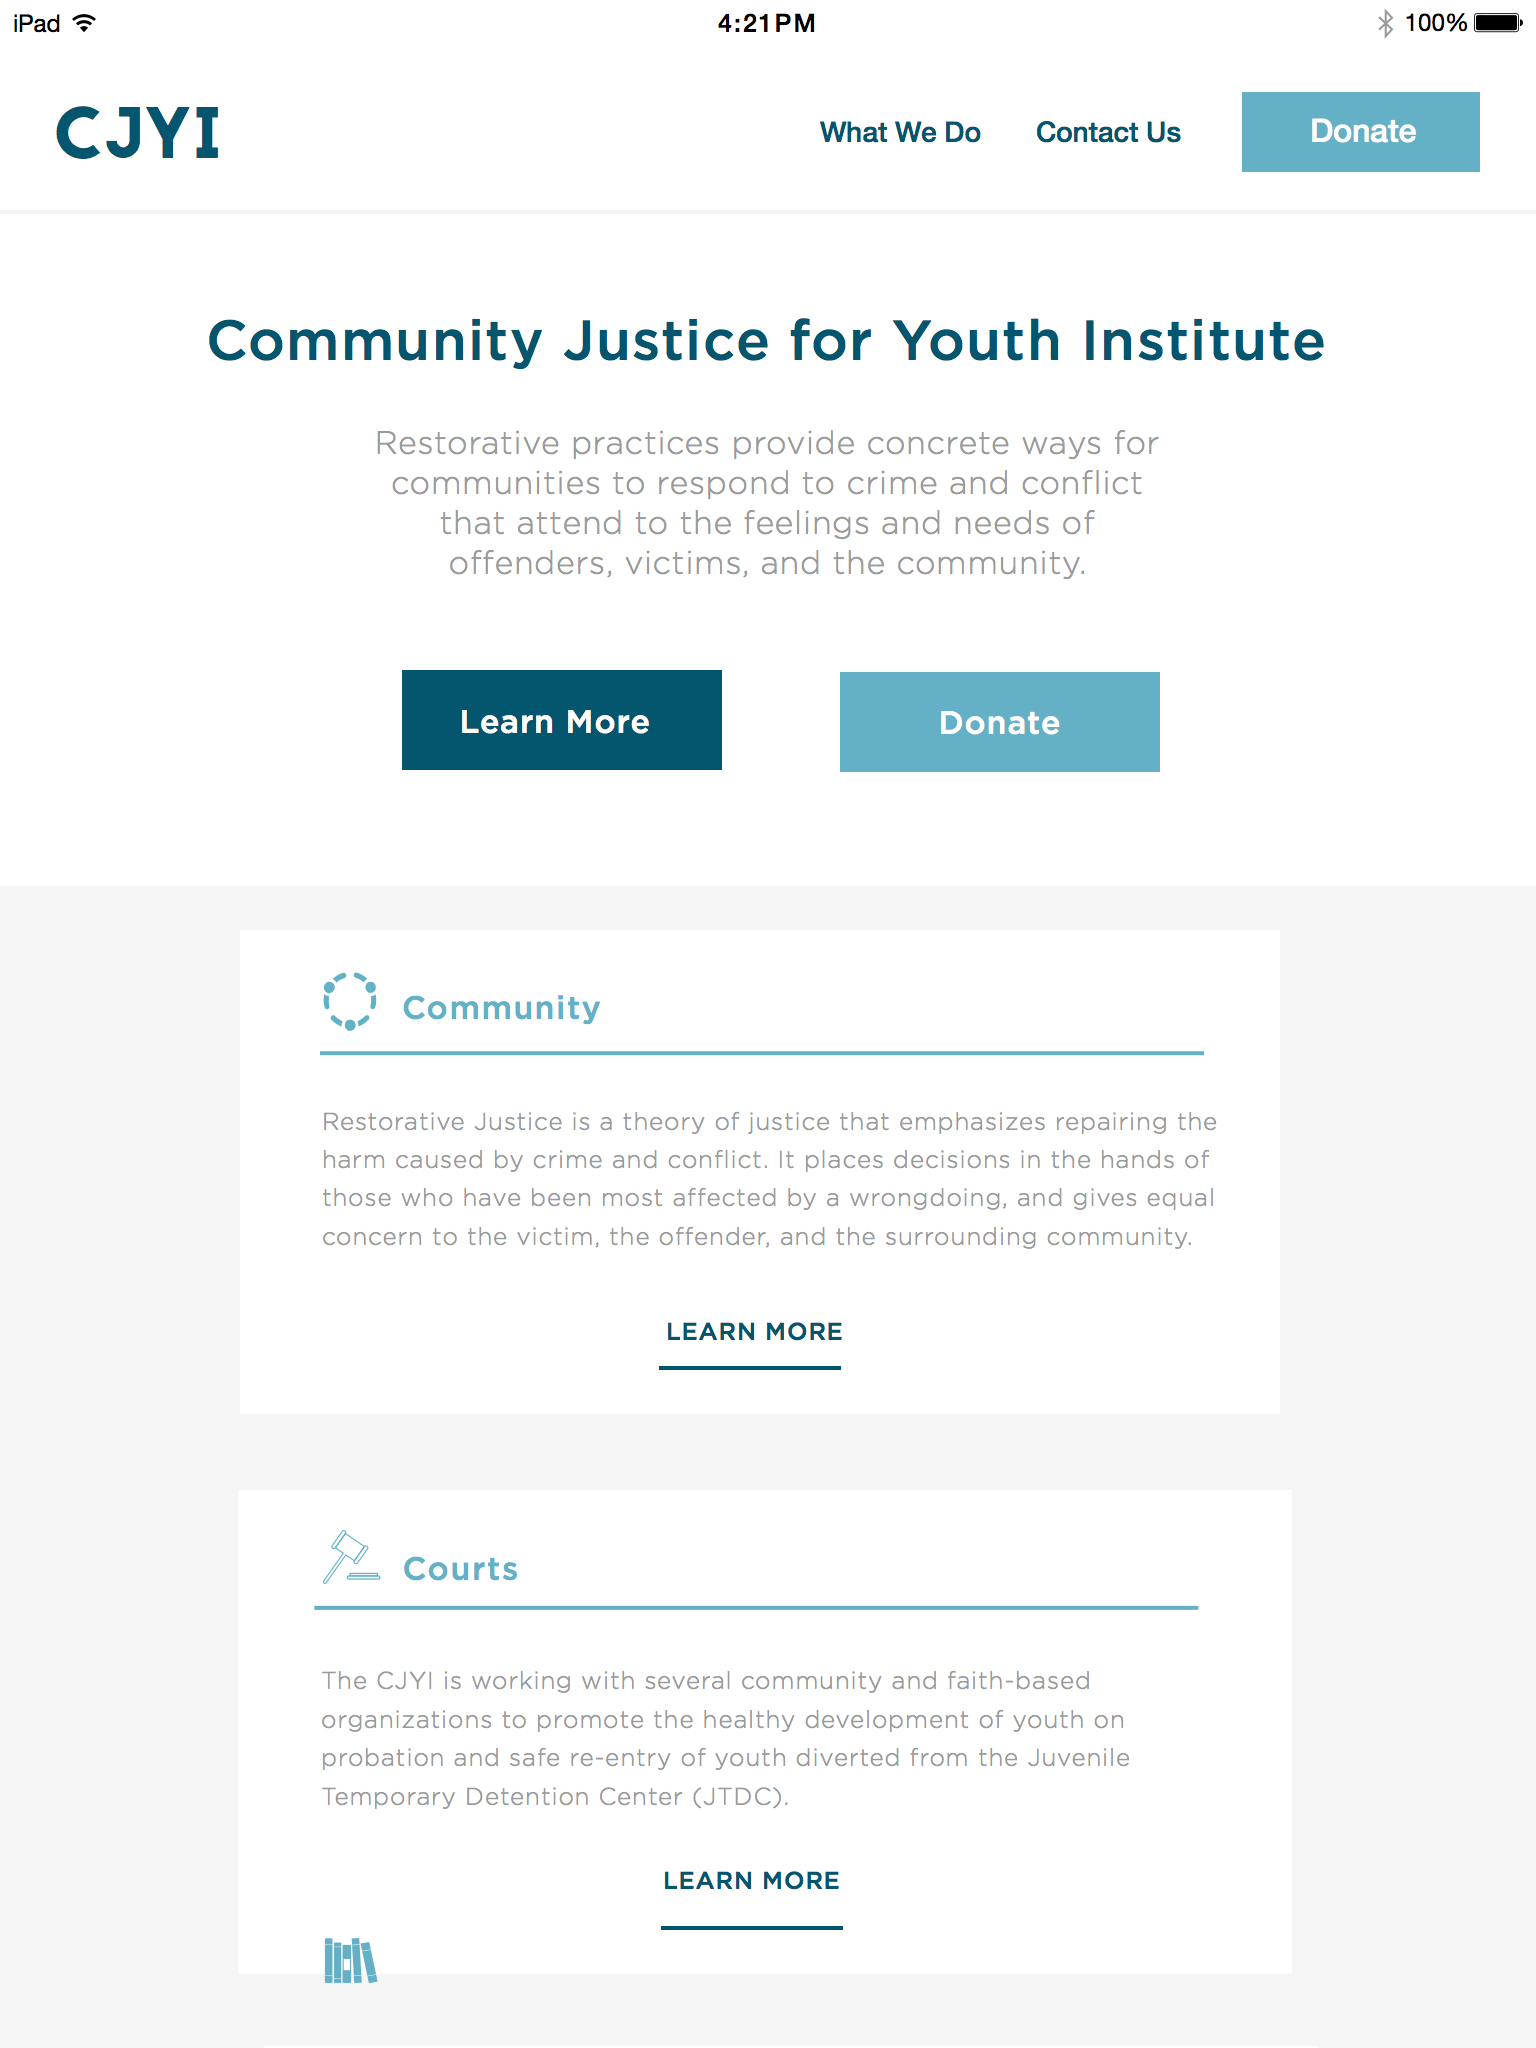 iPad 4:21PM 100%
CJYI What We Do Contact Us Donate
Community Justice for Youth Institute
Restorative practices provide concrete ways for
communities to respond to crime and conflict
that attend to the feelings and needs of
offenders, victims, and the community.
Learn More Donate
Community
Restorative Justice is a theory of justice that emphasizes repairing the
harm caused by crime and conflict. It places decisions in the hands of
those who have been most affected by a wrongdoing, and gives equal
concern to the victim, the offender, and the surrounding community.
LEARN MORE
Courts
The CJYI is working with several community and faith-based
organizations to promote the healthy development of youth on
probation and safe re-entry of youth diverted from the Juvenile
Temporary Detention Center (JTDC).
LEARN MORE